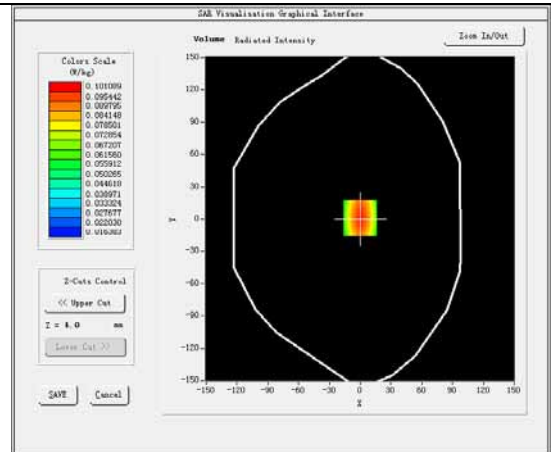 SAR Visualisation Graphical Interface
Volume Radiated Intensity
Zoom In/Out
Colors Scale
(W/kg)
0.101089
0.095442
0.089795
0.084148
0.078501
0.072854
0.067207
0.061560
0.055912
0.050265
0.044618
0.038971
0.033324
0.027677
0.022030
0.016383
Z-Cuts Control
<< Upper Cut
Z = 4.0 mm
Lower Cut >>
SAVE
Cancel
150
120
90
60
30
0
-30
-60
-90
-120
-150
Y
-150 -120 -90 -60 -30 0 30 60 90 120 150
X